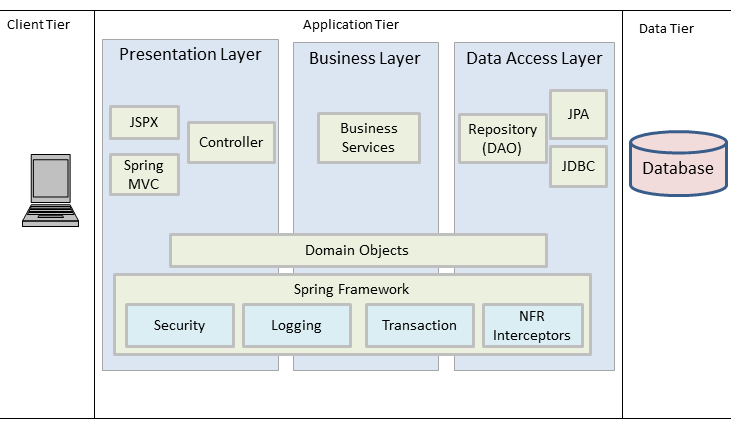 Client Tier
Application Tier
Data Tier
Presentation Layer
Business Layer
Data Access Layer
JSPX
Controller
Spring
MVC
Business
Services
Repository
(DAO)
JPA
JDBC
Database
Domain Objects
Spring Framework
Security
Logging
Transaction
NFR
Interceptors